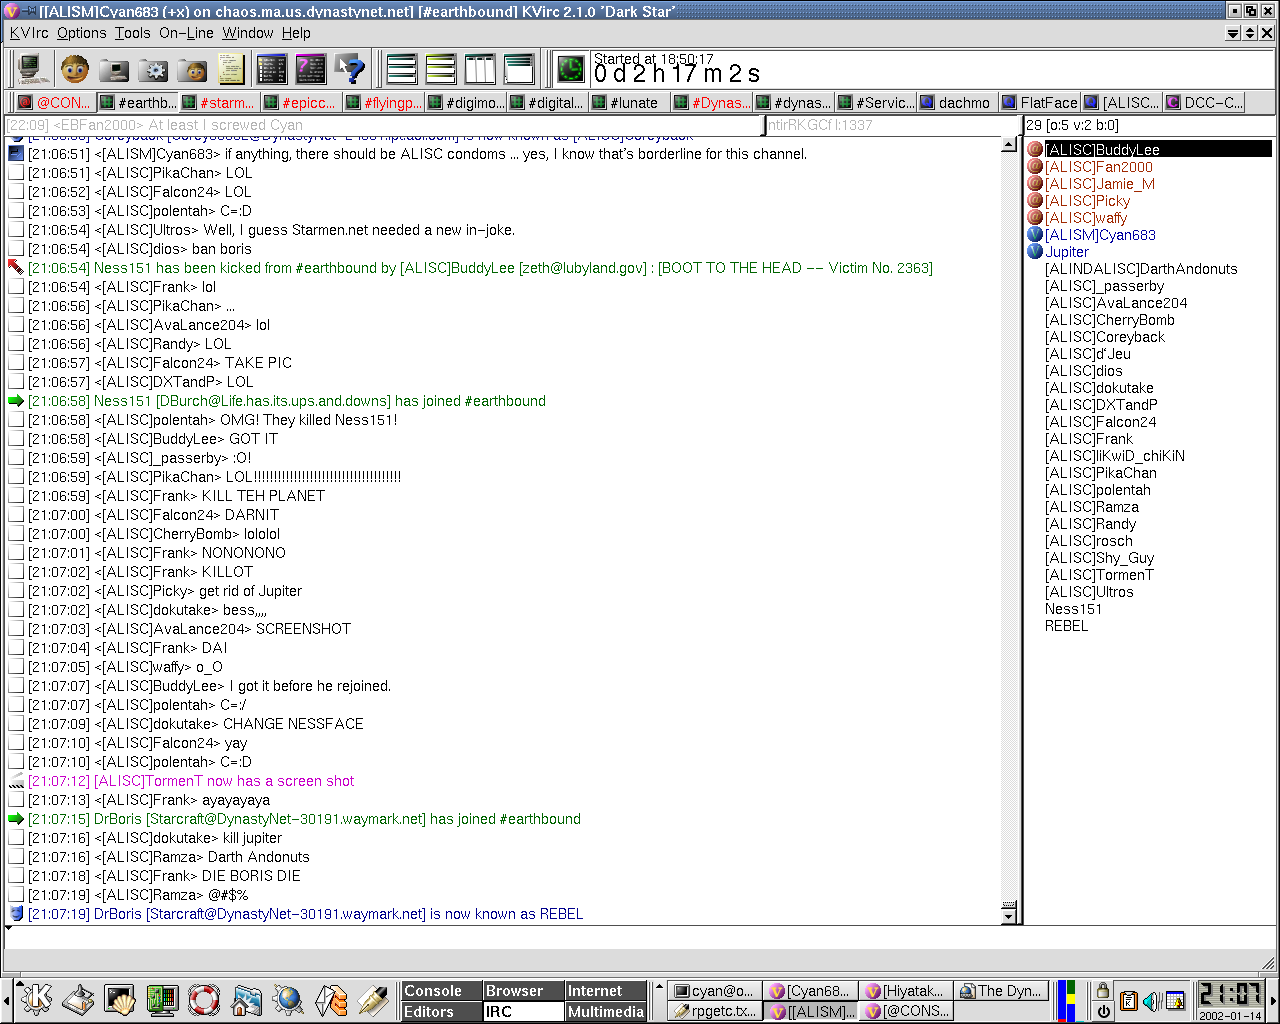 [[ALISM]Cyan683 (+x) on chaos.ma.us.dynastynet.net] [#earthbound] KVirc 2.1.0 'Dark Star'
KVIrc Options Tools On-Line Window Help
Started at 18:50:17
0 d 2 h 17 m 2 s
@CON... #earthb... #starm... #epicc... #flyingp... #digimo... #digital... #lunate #Dynas... #dynas... #Servic... dachmo FlatFace [ALISC... DCC-C...
[22:09] <EBFan2000> At least I screwed Cyan
ntirRKGCf l:1337
29 [o:5 v:2 b:0]
[21:06:51] <[ALISM]Cyan683> if anything, there should be ALISC condoms ... yes, I know that's borderline for this channel.
[21:06:51] <[ALISC]PikaChan> LOL
[21:06:52] <[ALISC]Falcon24> LOL
[21:06:53] <[ALISC]polentah> C=:D
[21:06:54] <[ALISC]Ultros> Well, I guess Starmen.net needed a new in-joke.
[21:06:54] <[ALISC]dios> ban boris
[21:06:54] Ness151 has been kicked from #earthbound by [ALISC]BuddyLee [zeth@lubyland.gov] : [BOOT TO THE HEAD -- Victim No. 2363]
[21:06:54] <[ALISC]Frank> lol
[21:06:56] <[ALISC]PikaChan> ...
[21:06:56] <[ALISC]AvaLance204> lol
[21:06:56] <[ALISC]Randy> LOL
[21:06:57] <[ALISC]Falcon24> TAKE PIC
[21:06:57] <[ALISC]DXTandP> LOL
[21:06:58] Ness151 [DBurch@Life.has.its.ups.and.downs] has joined #earthbound
[21:06:58] <[ALISC]polentah> OMG! They killed Ness151!
[21:06:58] <[ALISC]BuddyLee> GOT IT
[21:06:59] <[ALISC]_passerby> :O!
[21:06:59] <[ALISC]PikaChan> LOL!!!!!!!!!!!!!!!!!!!!!!!!!!!!!!!!!!!!!
[21:06:59] <[ALISC]Frank> KILL TEH PLANET
[21:07:00] <[ALISC]Falcon24> DARNIT
[21:07:00] <[ALISC]CherryBomb> lololol
[21:07:01] <[ALISC]Frank> NONONONO
[21:07:02] <[ALISC]Frank> KILLOT
[21:07:02] <[ALISC]Picky> get rid of Jupiter
[21:07:02] <[ALISC]dokutake> bess,,,,
[21:07:03] <[ALISC]AvaLance204> SCREENSHOT
[21:07:04] <[ALISC]Frank> DAI
[21:07:05] <[ALISC]waffy> o_O
[21:07:07] <[ALISC]BuddyLee> I got it before he rejoined.
[21:07:07] <[ALISC]polentah> C=:/
[21:07:09] <[ALISC]dokutake> CHANGE NESSFACE
[21:07:10] <[ALISC]Falcon24> yay
[21:07:10] <[ALISC]polentah> C=:D
[21:07:12] [ALISC]TormenT now has a screen shot
[21:07:13] <[ALISC]Frank> ayayayaya
[21:07:15] DrBoris [Starcraft@DynastyNet-30191.waymark.net] has joined #earthbound
[21:07:16] <[ALISC]dokutake> kill jupiter
[21:07:16] <[ALISC]Ramza> Darth Andonuts
[21:07:18] <[ALISC]Frank> DIE BORIS DIE
[21:07:19] <[ALISC]Ramza> @#$%
[21:07:19] DrBoris [Starcraft@DynastyNet-30191.waymark.net] is now known as REBEL
[ALISC]BuddyLee
[ALISC]Fan2000
[ALISC]Jamie_M
[ALISC]Picky
[ALISC]waffy
[ALISM]Cyan683
Jupiter
[ALINDALISC]DarthAndonuts
[ALISC]_passerby
[ALISC]AvaLance204
[ALISC]CherryBomb
[ALISC]Coreyback
[ALISC]d'Jeu
[ALISC]dios
[ALISC]dokutake
[ALISC]DXTandP
[ALISC]Falcon24
[ALISC]Frank
[ALISC]liKwiD_chiKiN
[ALISC]PikaChan
[ALISC]polentah
[ALISC]Ramza
[ALISC]Randy
[ALISC]rosch
[ALISC]Shy_Guy
[ALISC]TormenT
[ALISC]Ultros
Ness151
REBEL
Console Browser Internet
Editors IRC Multimedia
cyan@o... [Cyan68... [Hiyatak... The Dyn...
rpgetc.tx... [[ALISM]... [@CONS...
21:07
2002-01-14